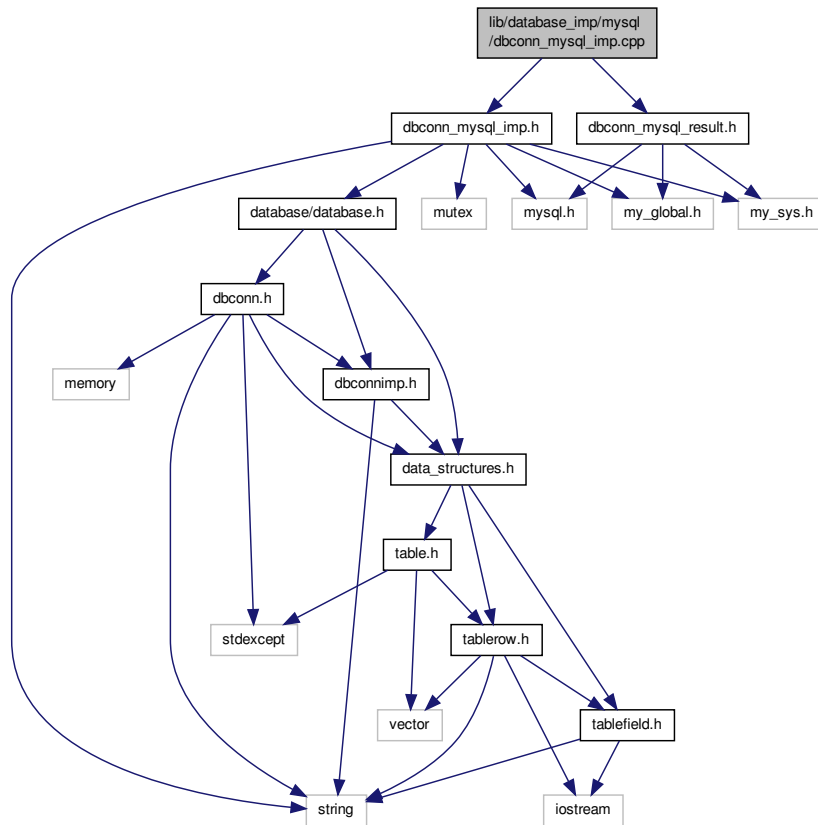 lib/database_imp/mysql
/dbconn_mysql_imp.cpp
dbconn_mysql_imp.h
dbconn_mysql_result.h
database/database.h
mutex
mysql.h
my_global.h
my_sys.h
dbconn.h
memory
dbconnimp.h
data_structures.h
table.h
stdexcept
tablerow.h
vector
tablefield.h
string
iostream